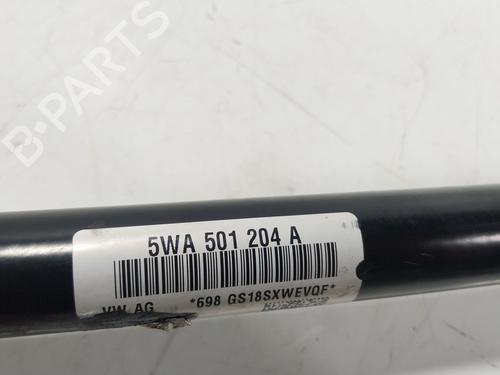 B-PARTS
5WA 501 204 A
VW AG *698 GS18SXWEVQF*